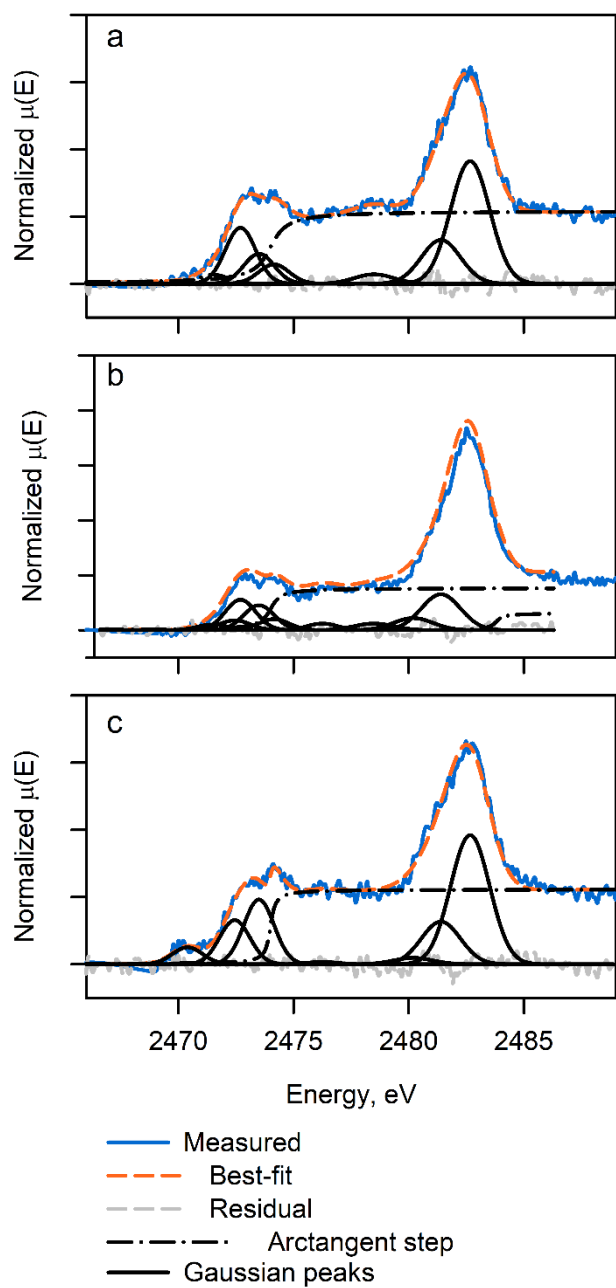 a
Normalized μ(E)
b
Normalized μ(E)
c
Normalized μ(E)
2470 2475 2480 2485
Energy, eV
Measured
Best-fit
Residual
Arctangent step
Gaussian peaks